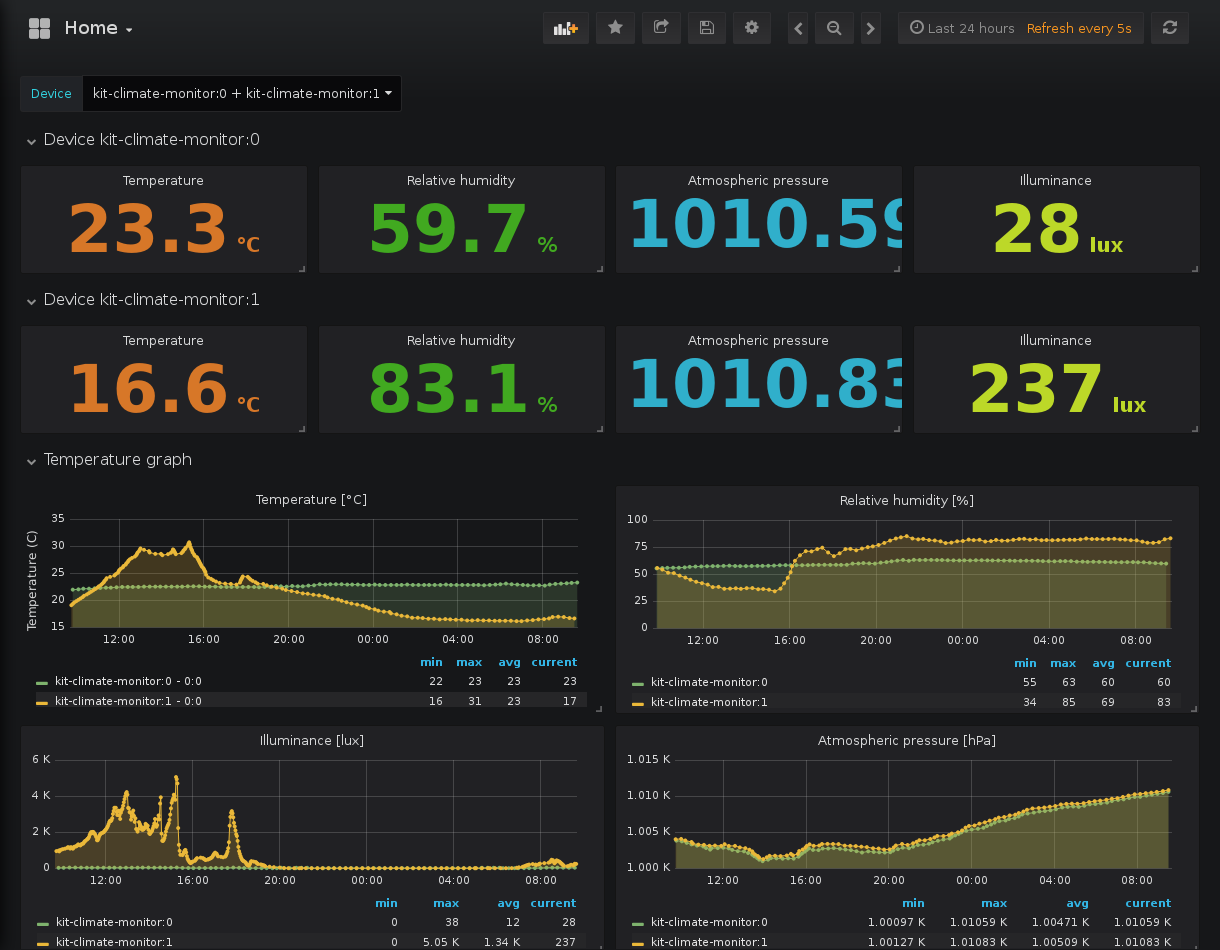 Home
Last 24 hours Refresh every 5s
Device kit-climate-monitor:0 + kit-climate-monitor:1
Device kit-climate-monitor:0
Temperature Relative humidity Atmospheric pressure Illuminance
23.3 °C 59.7 % 1010.59 28 lux
Device kit-climate-monitor:1
Temperature Relative humidity Atmospheric pressure Illuminance
16.6 °C 83.1 % 1010.83 237 lux
Temperature graph
Temperature [°C]
Temperature (C)
35
30
25
20
15
12:00 16:00 20:00 00:00 04:00 08:00
min max avg current
kit-climate-monitor:0 - 0:0 22 23 23 23
kit-climate-monitor:1 - 0:0 16 31 23 17
Relative humidity [%]
100
75
50
25
0
12:00 16:00 20:00 00:00 04:00 08:00
min max avg current
kit-climate-monitor:0 55 63 60 60
kit-climate-monitor:1 34 85 69 83
Illuminance [lux]
6 K
4 K
2 K
0
12:00 16:00 20:00 00:00 04:00 08:00
min max avg current
kit-climate-monitor:0 0 38 12 28
kit-climate-monitor:1 0 5.05 K 1.34 K 237
Atmospheric pressure [hPa]
1.015 K
1.010 K
1.005 K
1.000 K
12:00 16:00 20:00 00:00 04:00 08:00
min max avg current
kit-climate-monitor:0 1.00097 K 1.01059 K 1.00471 K 1.01059 K
kit-climate-monitor:1 1.00127 K 1.01083 K 1.00509 K 1.01083 K